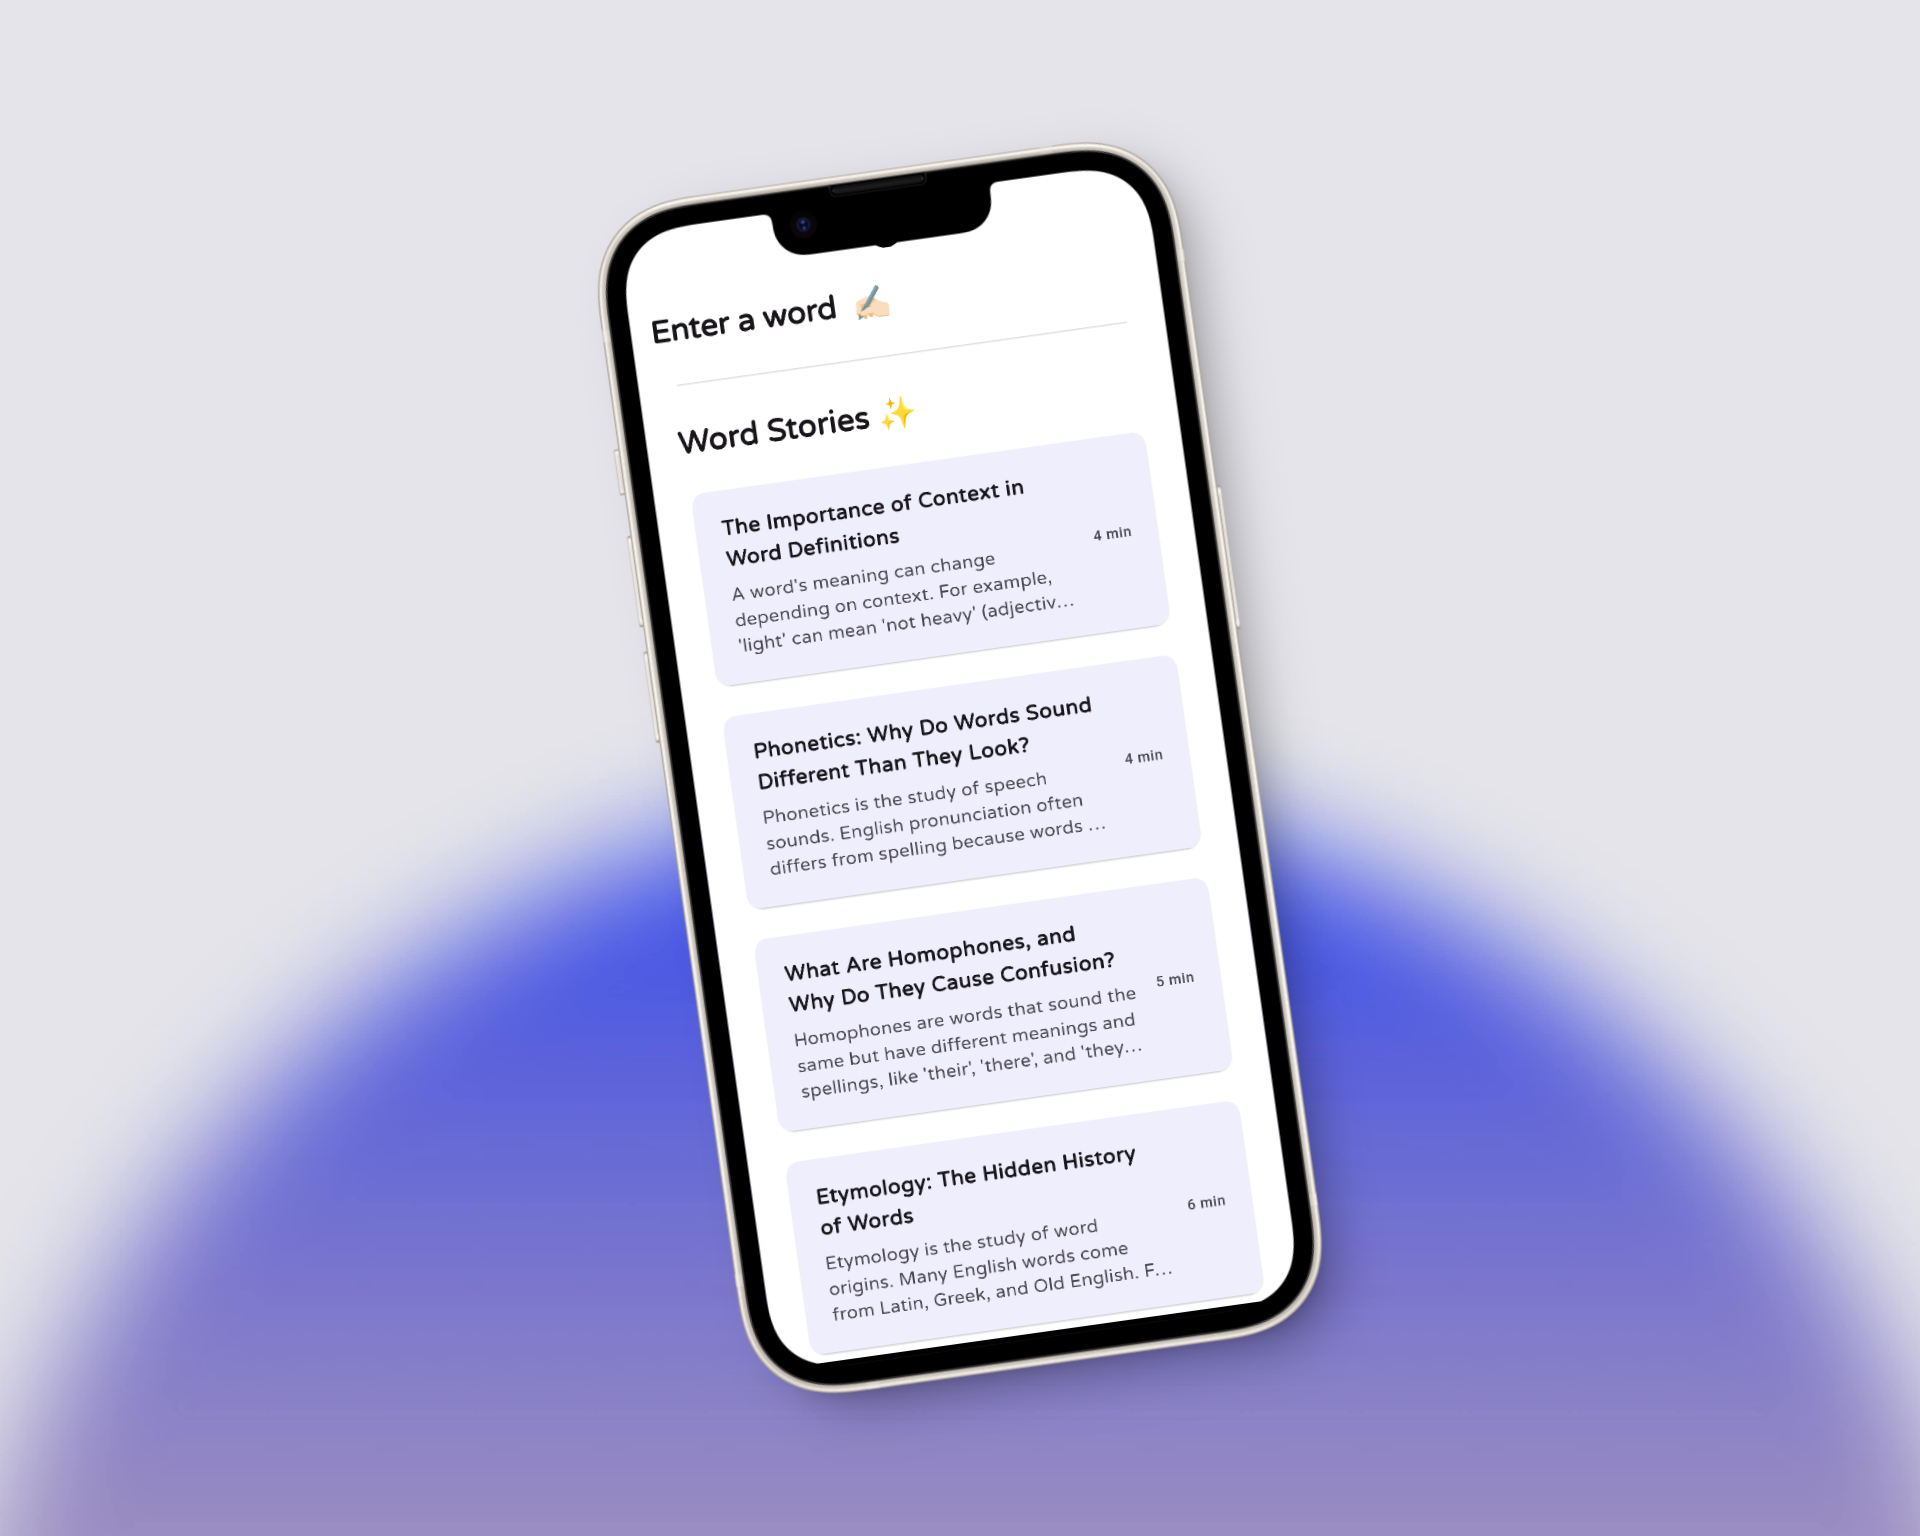 Enter a word ✍🏻
Word Stories ✨
The Importance of Context in
Word Definitions
4 min
A word's meaning can change
depending on context. For example,
'light' can mean 'not heavy' (adjectiv...
Phonetics: Why Do Words Sound
Different Than They Look?
4 min
Phonetics is the study of speech
sounds. English pronunciation often
differs from spelling because words ...
What Are Homophones, and
Why Do They Cause Confusion?
5 min
Homophones are words that sound the
same but have different meanings and
spellings, like 'their', 'there', and 'they...
Etymology: The Hidden History
of Words
6 min
Etymology is the study of word
origins. Many English words come
from Latin, Greek, and Old English. F...